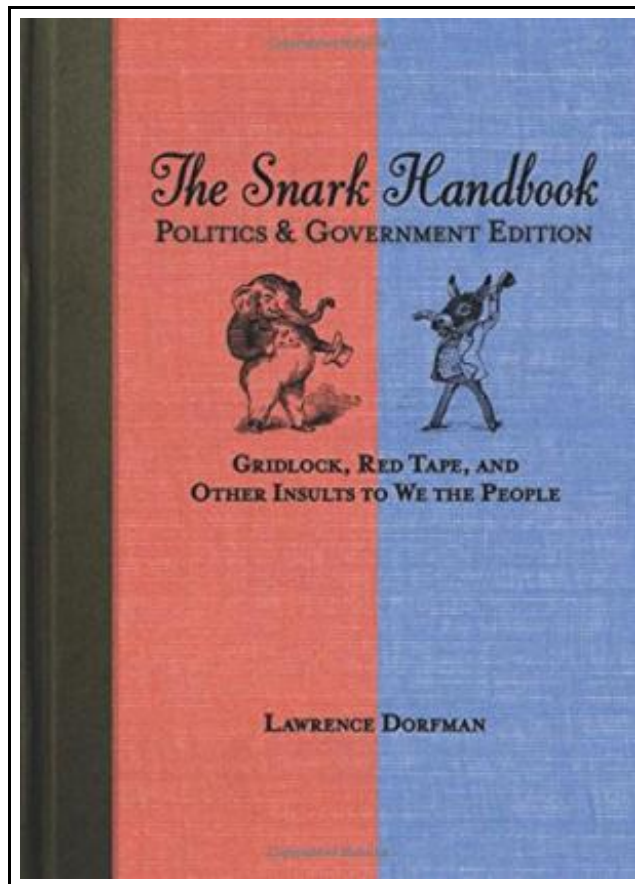 The Snark Handbook
POLITICS & GOVERNMENT EDITION
GRIDLOCK, RED TAPE, AND
OTHER INSULTS TO WE THE PEOPLE
LAWRENCE DORFMAN